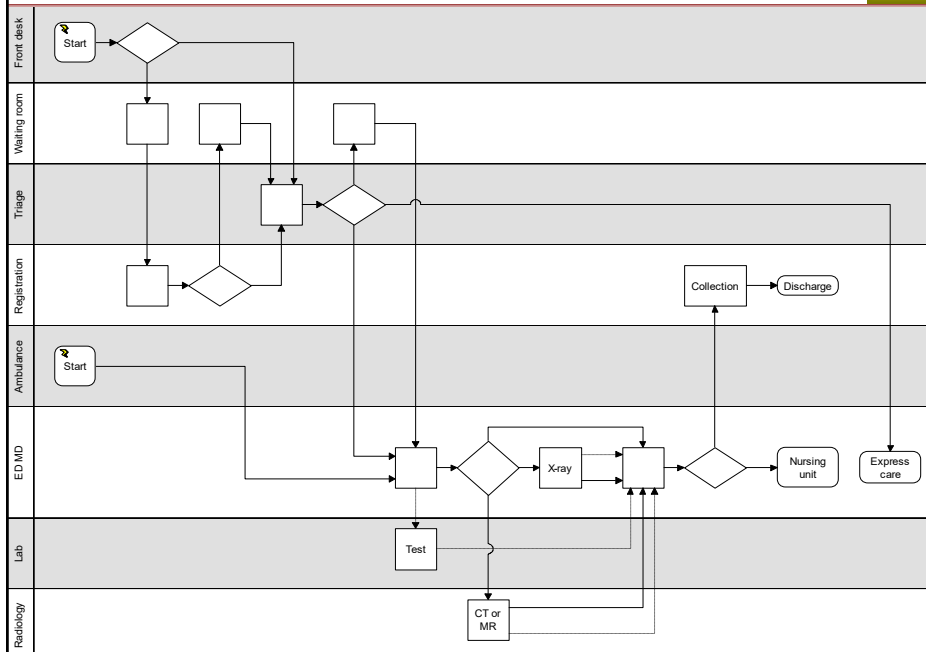 Front desk
Start
Waiting room
Triage
Registration
Collection
Discharge
Ambulance
Start
ED MD
X-ray
Nursing
unit
Express
care
Lab
Test
Radiology
CT or
MR